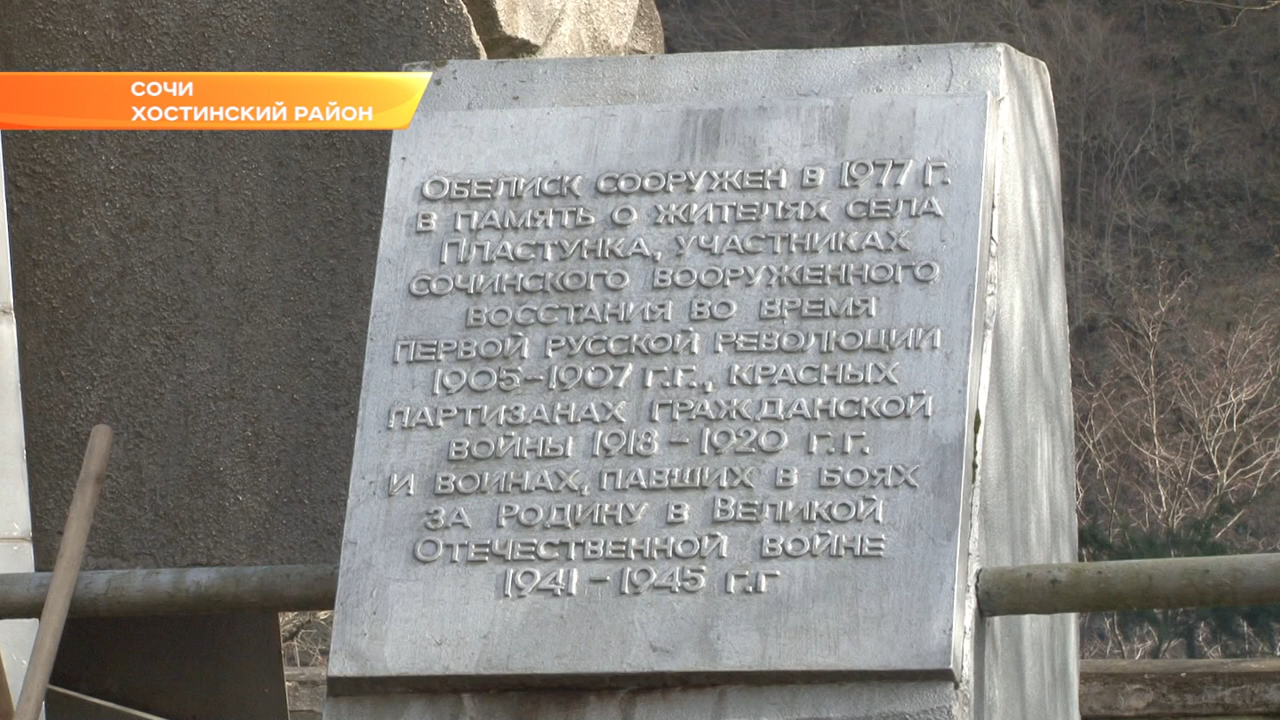 СОЧИ
ХОСТИНСКИЙ РАЙОН
ОБЕЛИСК СООРУЖЕН В 1977 Г.
В ПАМЯТЬ О ЖИТЕЛЯХ СЕЛА
ПЛАСТУНКА, УЧАСТНИКАХ
СОЧИНСКОГО ВООРУЖЕННОГО
ВОССТАНИЯ ВО ВРЕМЯ
ПЕРВОЙ РУССКОЙ РЕВОЛЮЦИИ
1905-1907 Г.Г., КРАСНЫХ
ПАРТИЗАНАХ ГРАЖДАНСКОЙ
ВОЙНЫ 1918 - 1920 Г.Г.
И ВОИНАХ, ПАВШИХ В БОЯХ
ЗА РОДИНУ В ВЕЛИКОЙ
ОТЕЧЕСТВЕННОЙ ВОЙНЕ
1941 - 1945 Г.Г